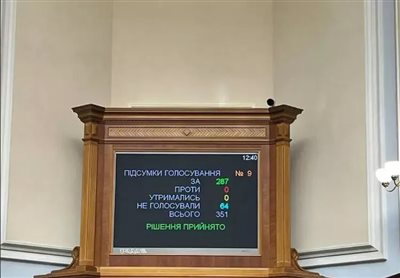 12:40
ПІДСУМКИ ГОЛОСУВАННЯ № 9
ЗА 287
ПРОТИ 0
УТРИМАЛИСЬ 0
НЕ ГОЛОСУВАЛИ 64
ВСЬОГО 351
РІШЕННЯ ПРИЙНЯТО